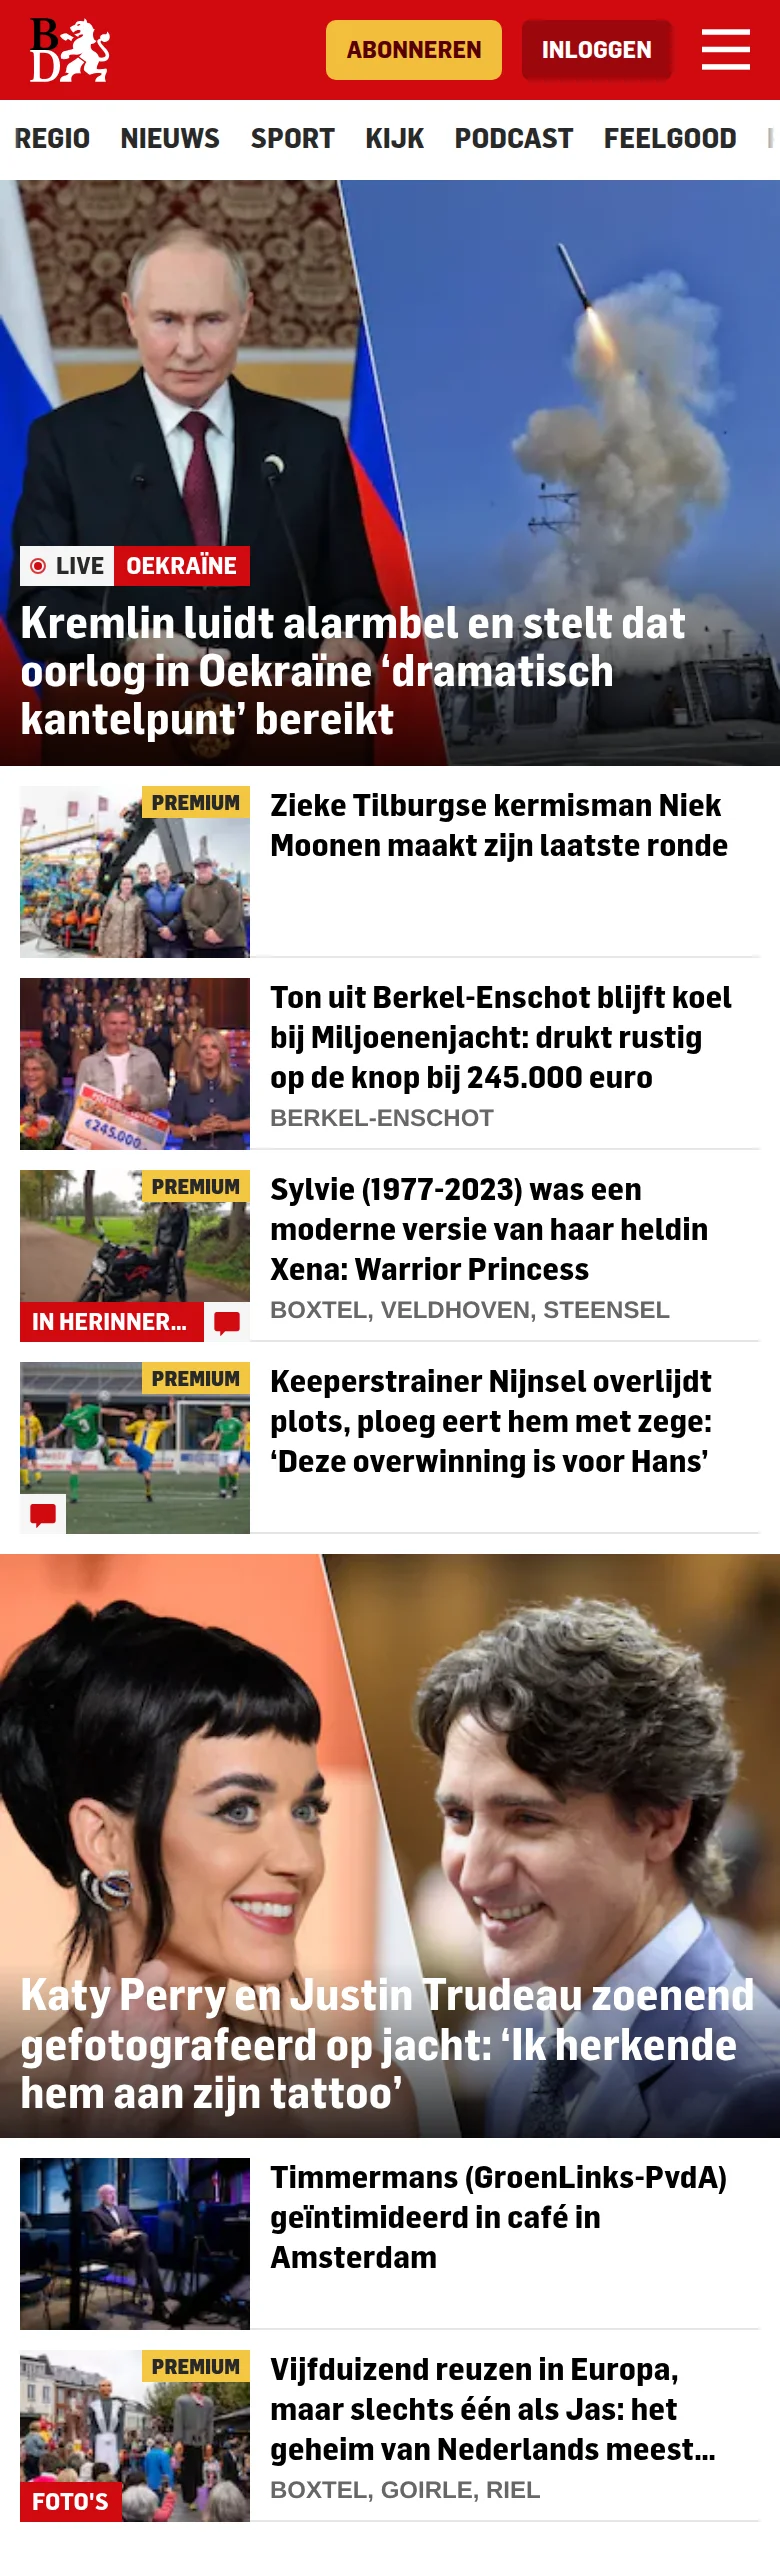 BD
ABONNEREN
INLOGGEN
REGIO NIEUWS SPORT KIJK PODCAST FEELGOOD
LIVE OEKRAÏNE
Kremlin luidt alarmbel en stelt dat
oorlog in Oekraïne ‘dramatisch
kantelpunt’ bereikt
PREMIUM
Zieke Tilburgse kermisman Niek
Moonen maakt zijn laatste ronde
€245.000
Ton uit Berkel-Enschot blijft koel
bij Miljoenenjacht: drukt rustig
op de knop bij 245.000 euro
BERKEL-ENSCHOT
PREMIUM
IN HERINNER...
Sylvie (1977-2023) was een
moderne versie van haar heldin
Xena: Warrior Princess
BOXTEL, VELDHOVEN, STEENSEL
PREMIUM
Keeperstrainer Nijnsel overlijdt
plots, ploeg eert hem met zege:
‘Deze overwinning is voor Hans’
Katy Perry en Justin Trudeau zoenend
gefotografeerd op jacht: ‘Ik herkende
hem aan zijn tattoo’
Timmermans (GroenLinks-PvdA)
geïntimideerd in café in
Amsterdam
PREMIUM
FOTO'S
Vijfduizend reuzen in Europa,
maar slechts één als Jas: het
geheim van Nederlands meest...
BOXTEL, GOIRLE, RIEL